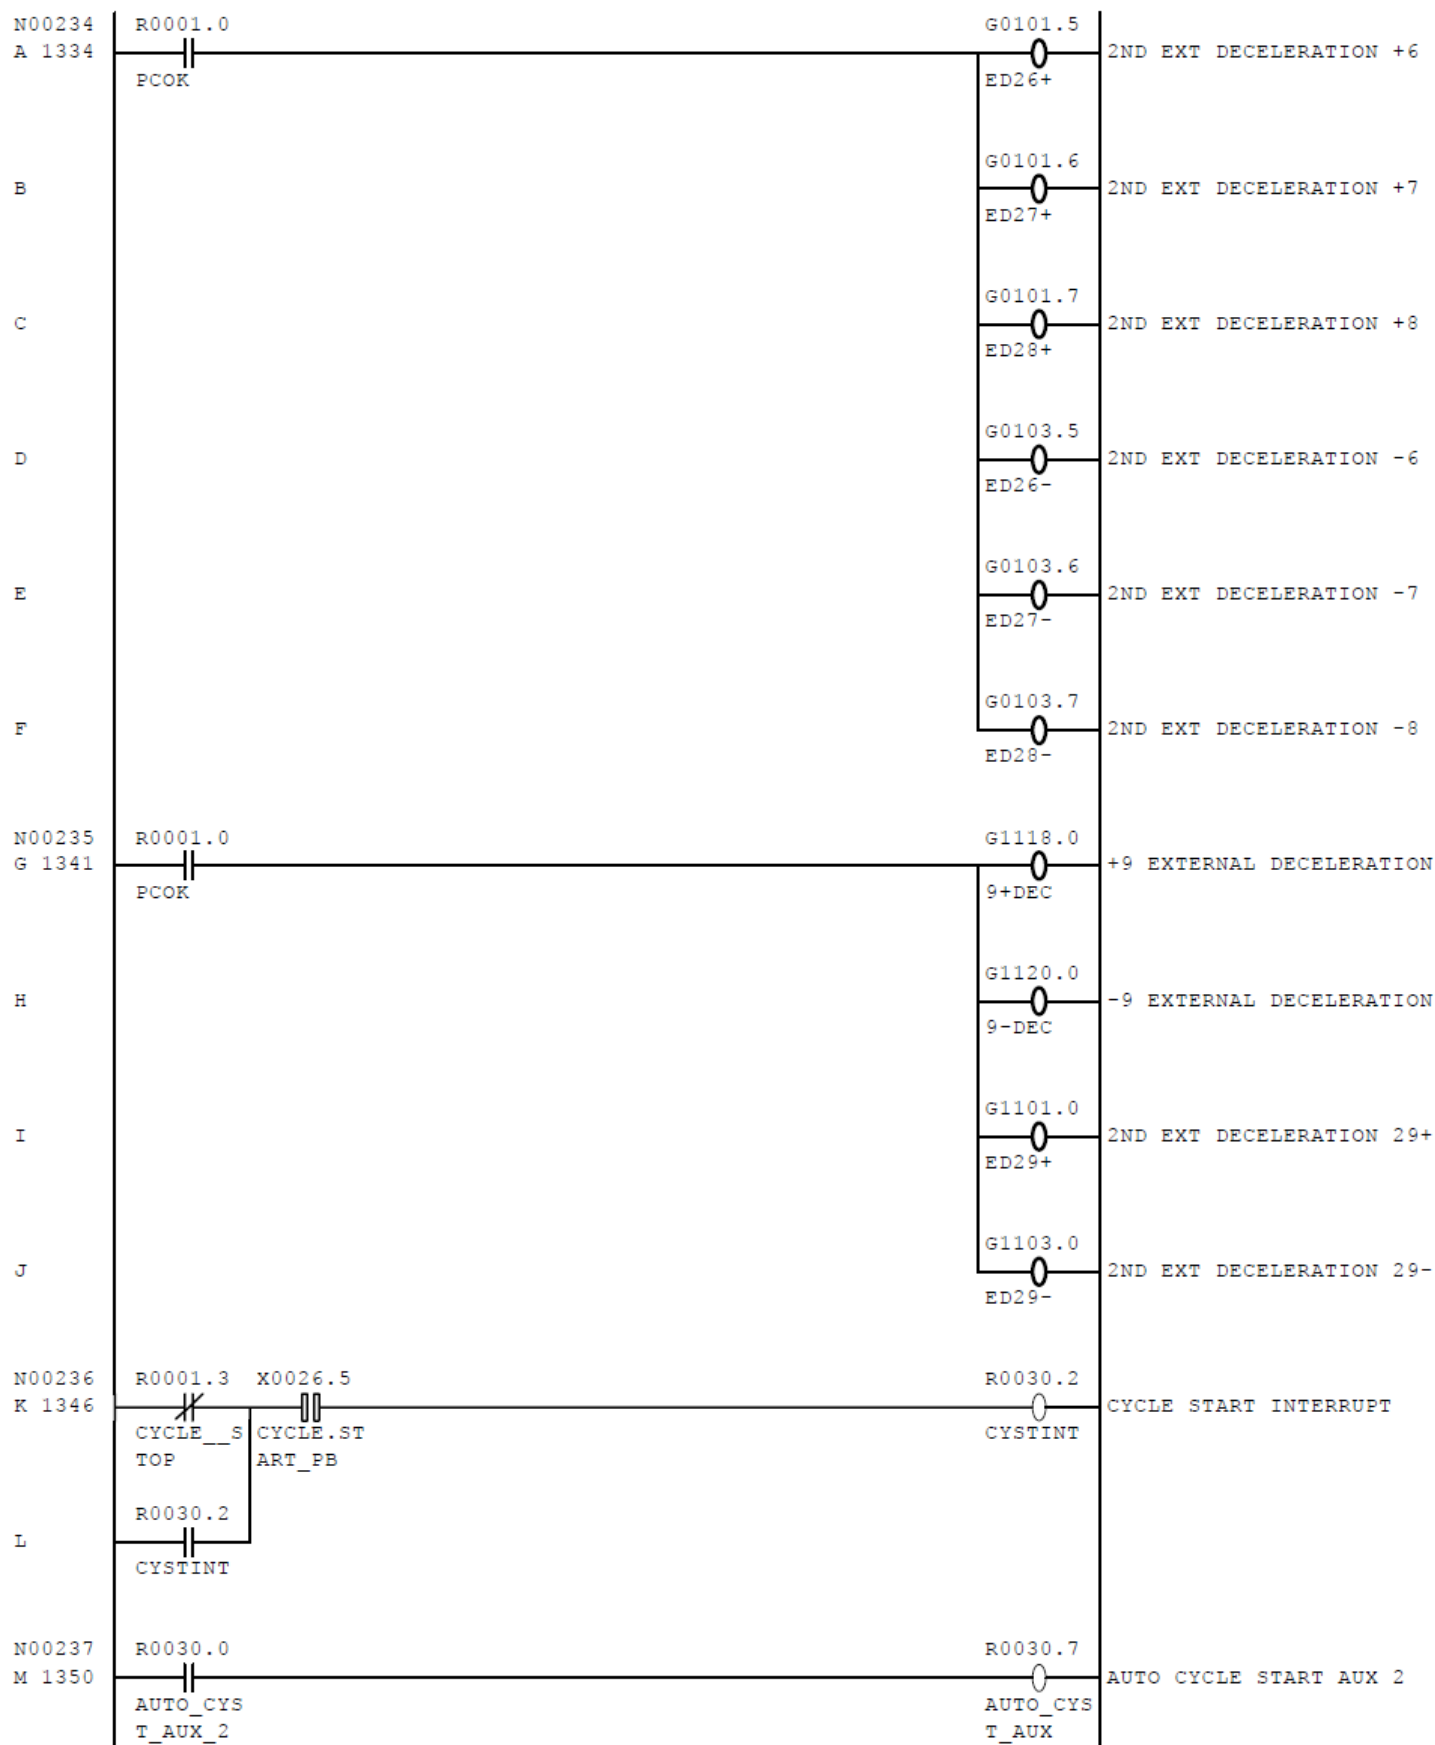 N00234 R0001.0 G0101.5
A 1334 2ND EXT DECELERATION +6
PCOK ED26+
G0101.6
B 2ND EXT DECELERATION +7
ED27+
G0101.7
C 2ND EXT DECELERATION +8
ED28+
G0103.5
D 2ND EXT DECELERATION -6
ED26-
G0103.6
E 2ND EXT DECELERATION -7
ED27-
G0103.7
F 2ND EXT DECELERATION -8
ED28-
N00235 R0001.0 G1118.0
G 1341 +9 EXTERNAL DECELERATION
PCOK 9+DEC
G1120.0
H -9 EXTERNAL DECELERATION
9-DEC
G1101.0
I 2ND EXT DECELERATION 29+
ED29+
G1103.0
J 2ND EXT DECELERATION 29-
ED29-
N00236 R0001.3 X0026.5 R0030.2
K 1346 CYCLE START INTERRUPT
CYCLE__S CYCLE.ST CYSTINT
TOP ART_PB
R0030.2
L
CYSTINT
N00237 R0030.0 R0030.7
M 1350 AUTO CYCLE START AUX 2
AUTO_CYS AUTO_CYS
T_AUX_2 T_AUX